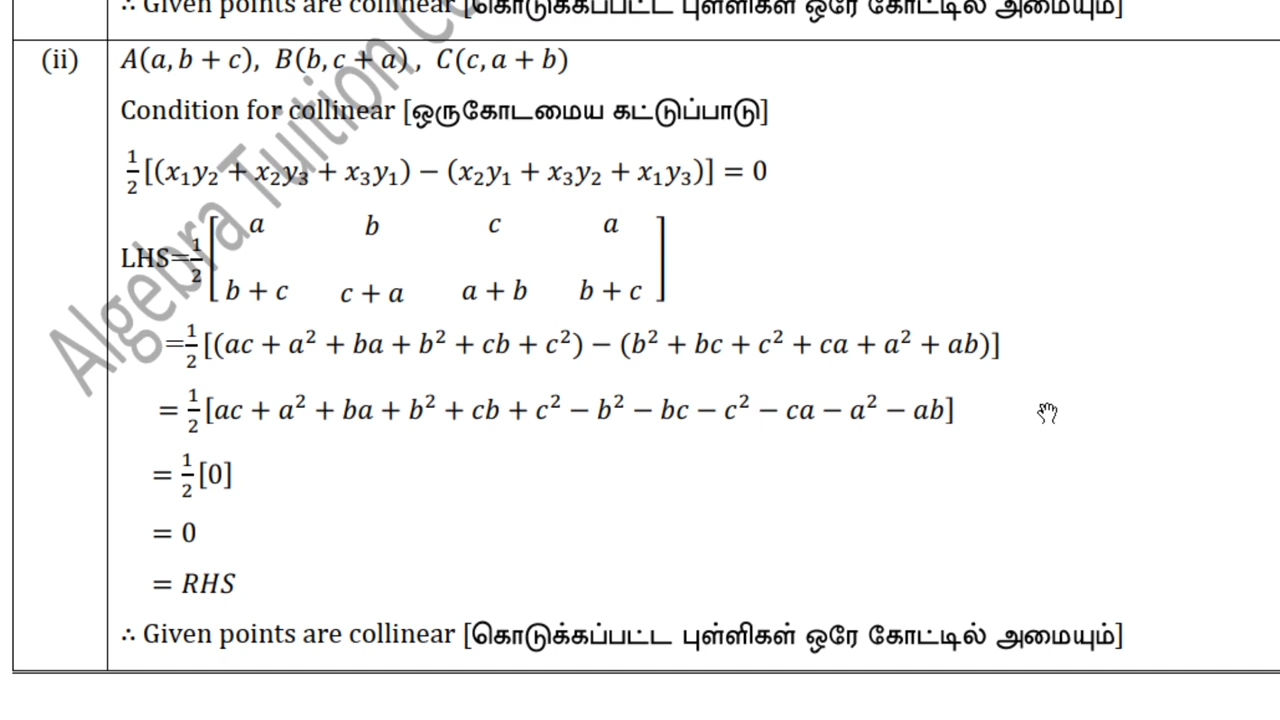 ∴ Given points are collinear [கொடுக்கப்பட்ட புள்ளிகள் ஒரே கோட்டில் அமையும்]
(ii) A(a, b + c), B(b, c + a), C(c, a + b)
Condition for collinear [ஒருகோடமைய கட்டுப்பாடு]
½[(x₁y₂ + x₂y₃ + x₃y₁) − (x₂y₁ + x₃y₂ + x₁y₃)] = 0
a b c a
LHS=½
b + c c + a a + b b + c
=½[(ac + a² + ba + b² + cb + c²) − (b² + bc + c² + ca + a² + ab)]
= ½[ac + a² + ba + b² + cb + c² − b² − bc − c² − ca − a² − ab]
= ½[0]
= 0
= RHS
∴ Given points are collinear [கொடுக்கப்பட்ட புள்ளிகள் ஒரே கோட்டில் அமையும்]
Algebra Tuition